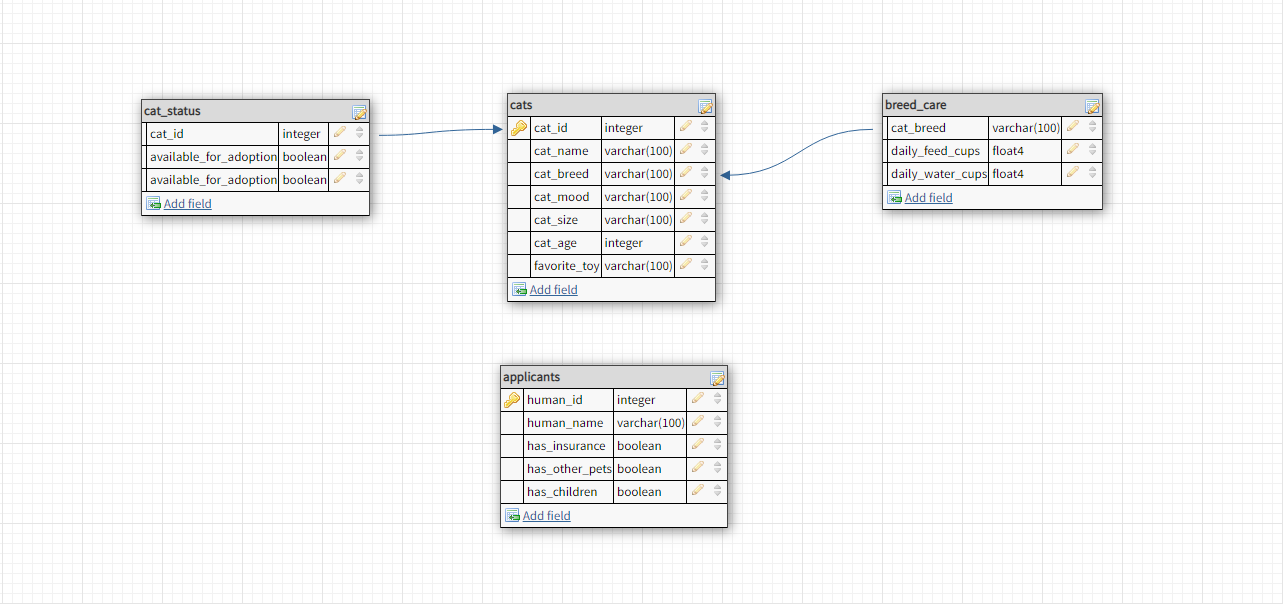 cat_status
cat_id integer
available_for_adoption boolean
available_for_adoption boolean
Add field
cats
cat_id integer
cat_name varchar(100)
cat_breed varchar(100)
cat_mood varchar(100)
cat_size varchar(100)
cat_age integer
favorite_toy varchar(100)
Add field
breed_care
cat_breed varchar(100)
daily_feed_cups float4
daily_water_cups float4
Add field
applicants
human_id integer
human_name varchar(100)
has_insurance boolean
has_other_pets boolean
has_children boolean
Add field